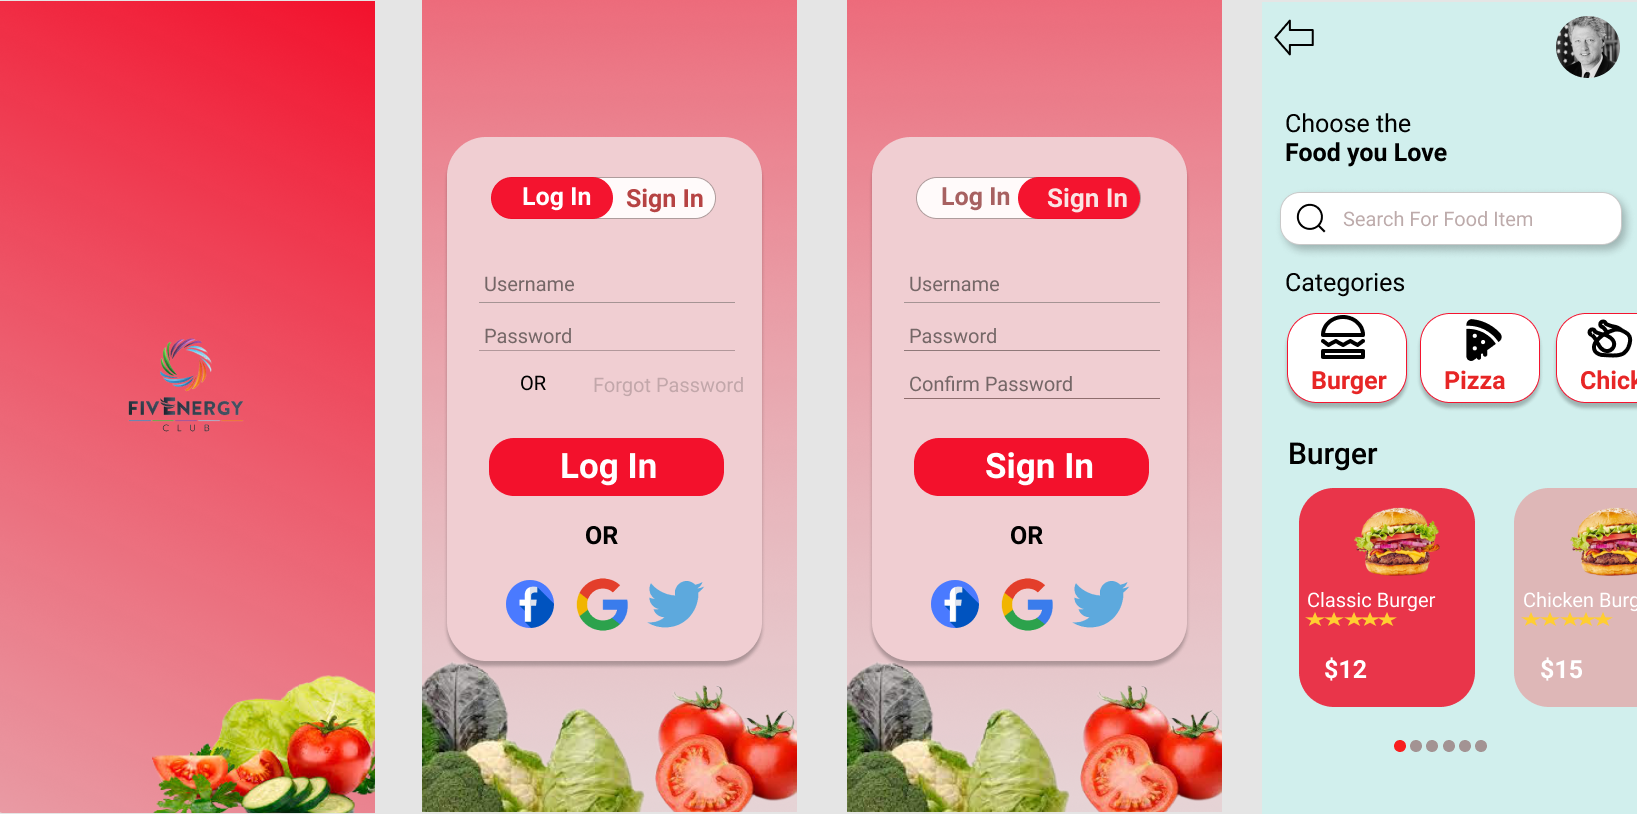 FIVENERGY
CLUB
Log In
Sign In
Username
Password
OR
Forgot Password
Log In
OR
Log In
Sign In
Username
Password
Confirm Password
Sign In
OR
Choose the
Food you Love
Search For Food Item
Categories
Burger
Pizza
Chick
Burger
Classic Burger
$12
Chicken Burg
$15